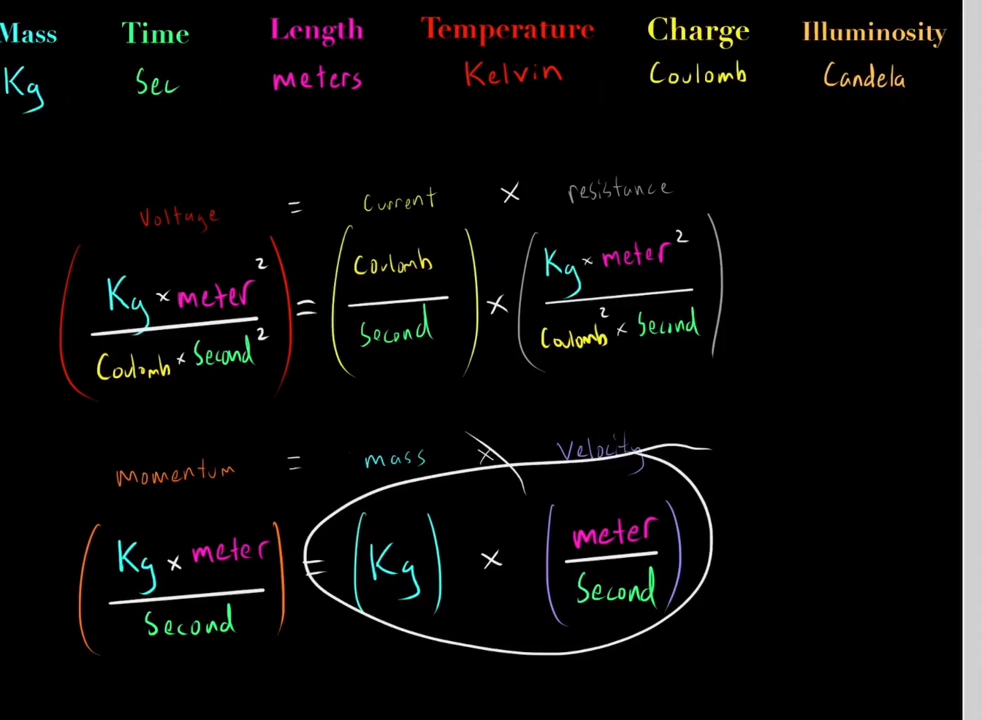 Mass Time Length Temperature Charge Illuminosity
Kg Sec meters Kelvin Coulomb Candela
Voltage = Current × resistance
Kg × meter² = Coulomb × Kg × meter²
Coulomb × Second² Second Coulomb² × Second
momentum = mass × Velocity
Kg × meter = Kg × meter
Second Second